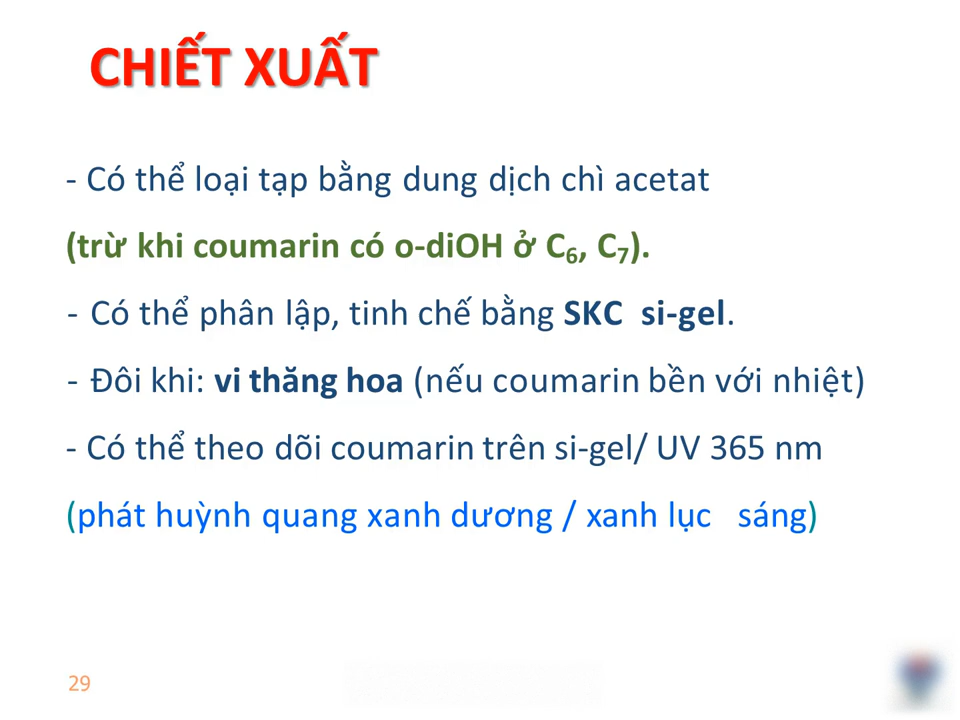 CHIẾT XUẤT
- Có thể loại tạp bằng dung dịch chì acetat
(trừ khi coumarin có o-diOH ở C₆, C₇).
- Có thể phân lập, tinh chế bằng SKC si-gel.
- Đôi khi: vi thăng hoa (nếu coumarin bền với nhiệt)
- Có thể theo dõi coumarin trên si-gel/ UV 365 nm
(phát huỳnh quang xanh dương / xanh lục sáng)
29